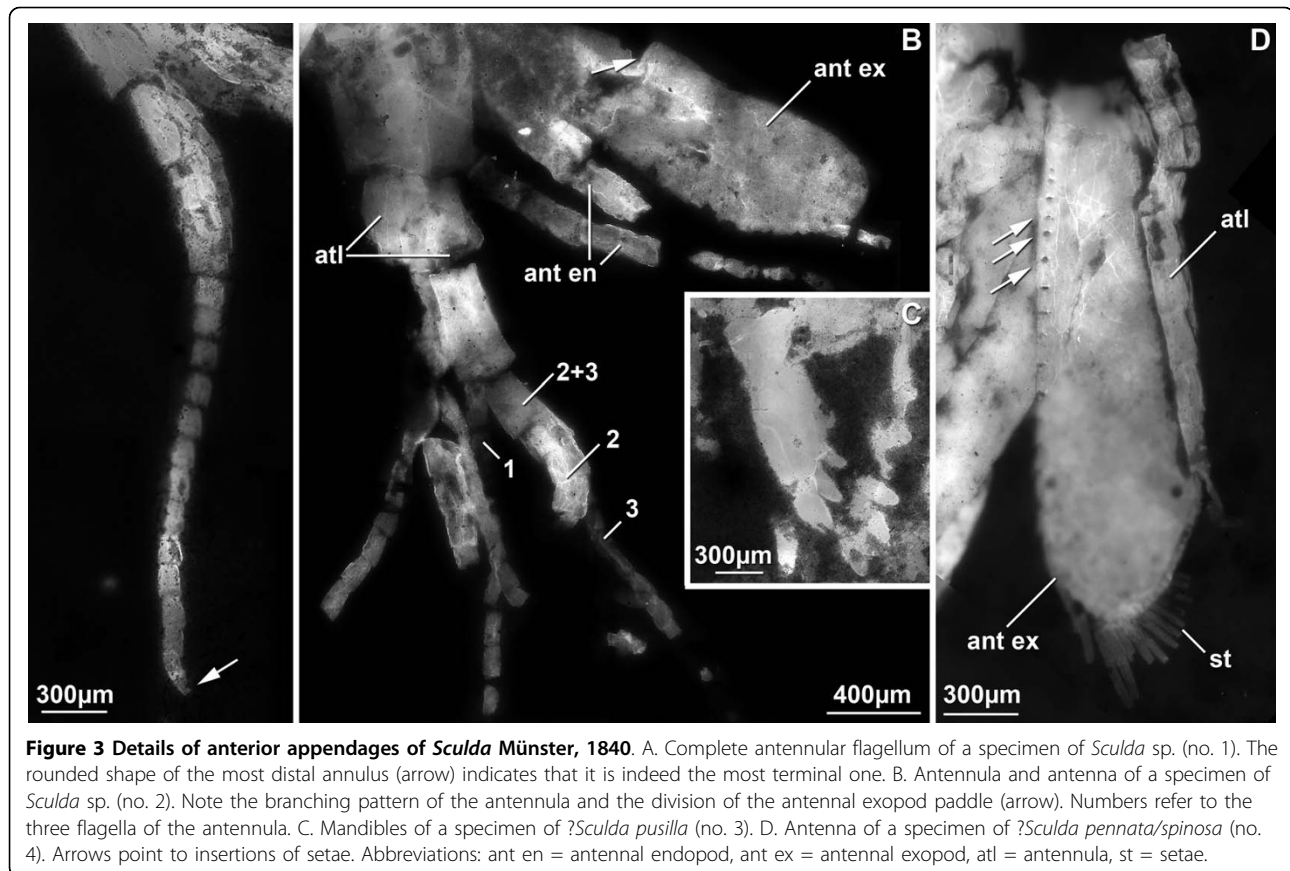 300µm
B
ant ex
atl
ant en
2+3
2
1
3
400µm
C
300µm
D
atl
ant ex
st
300µm
Figure 3 Details of anterior appendages of Sculda Münster, 1840. A. Complete antennular flagellum of a specimen of Sculda sp. (no. 1). The
rounded shape of the most distal annulus (arrow) indicates that it is indeed the most terminal one. B. Antennula and antenna of a specimen of
Sculda sp. (no. 2). Note the branching pattern of the antennula and the division of the antennal exopod paddle (arrow). Numbers refer to the
three flagella of the antennula. C. Mandibles of a specimen of ?Sculda pusilla (no. 3). D. Antenna of a specimen of ?Sculda pennata/spinosa (no.
4). Arrows point to insertions of setae. Abbreviations: ant en = antennal endopod, ant ex = antennal exopod, atl = antennula, st = setae.